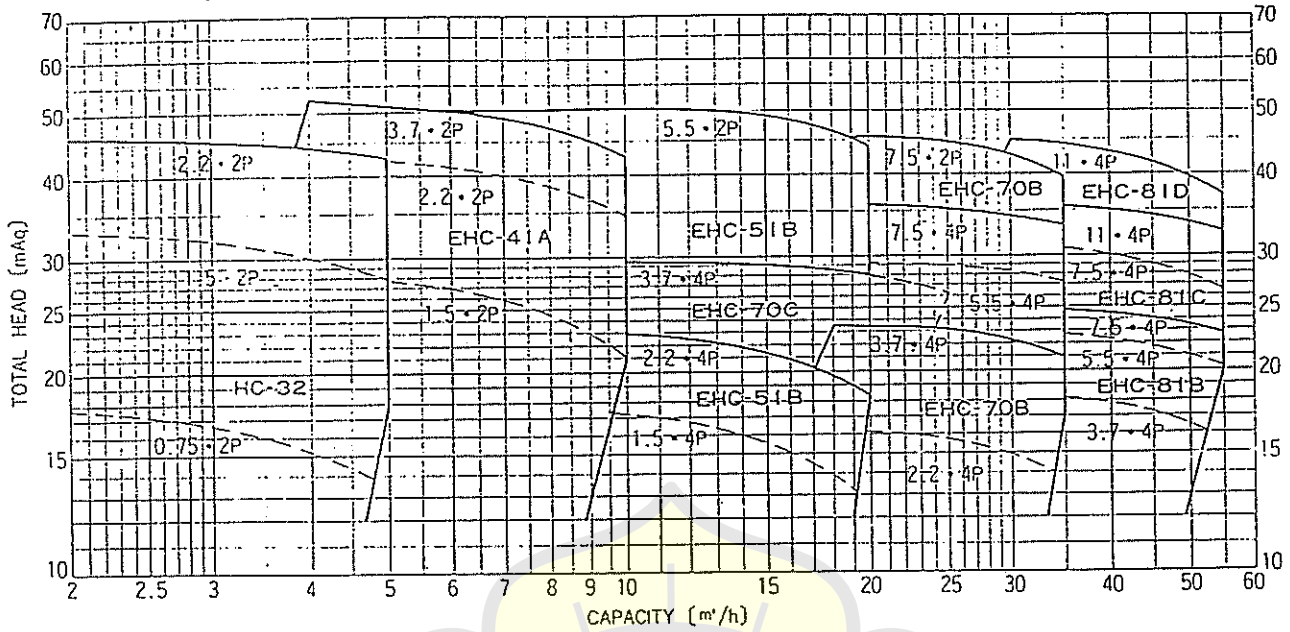 70 70
60 60
50 50
40 40
30 30
25 25
20 20
15 15
10 10
TOTAL HEAD (mAq)
3.7・2P
5.5・2P
2.2・2P
7.5・2P
11・4P
EHC-70B
EHC-81D
2.2・2P
EHC-41A
EHC-51B
7.5・4P
11・4P
3.7・4P
7.5・4P
5.5・4P
EHC-81C
1.5・2P
EHC-70C
7.5・4P
2.2・4P
3.7・4P
5.5・4P
HC-32
EHC-51B
EHC-70B
EHC-81B
0.75・2P
1.5・4P
3.7・4P
2.2・4P
2 2.5 3 4 5 6 7 8 9 10 15 20 25 30 40 50 60
CAPACITY (m³/h)